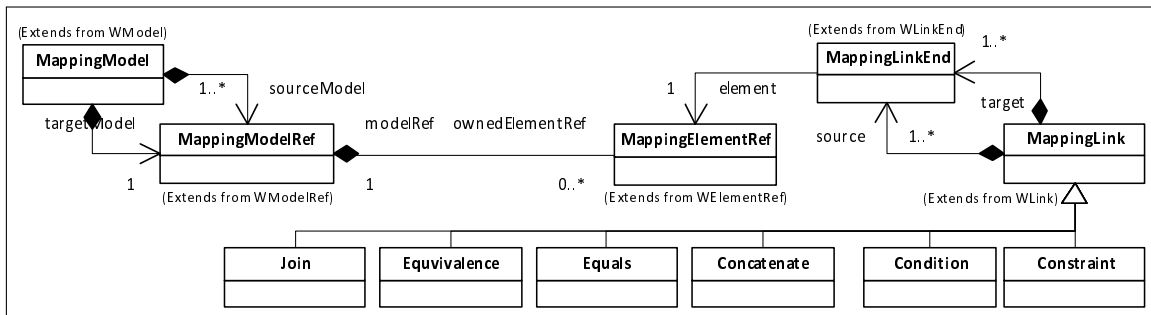 (Extends from WModel)
MappingModel
1..*
sourceModel
targetModel
MappingModelRef
1
(Extends from WModelRef)
modelRef
ownedElementRef
1
0..*
MappingElementRef
(Extends from WElementRef)
1
element
(Extends from WLinkEnd)
MappingLinkEnd
1..*
target
source
1..*
MappingLink
(Extends from WLink)
Join
Equvivalence
Equals
Concatenate
Condition
Constraint